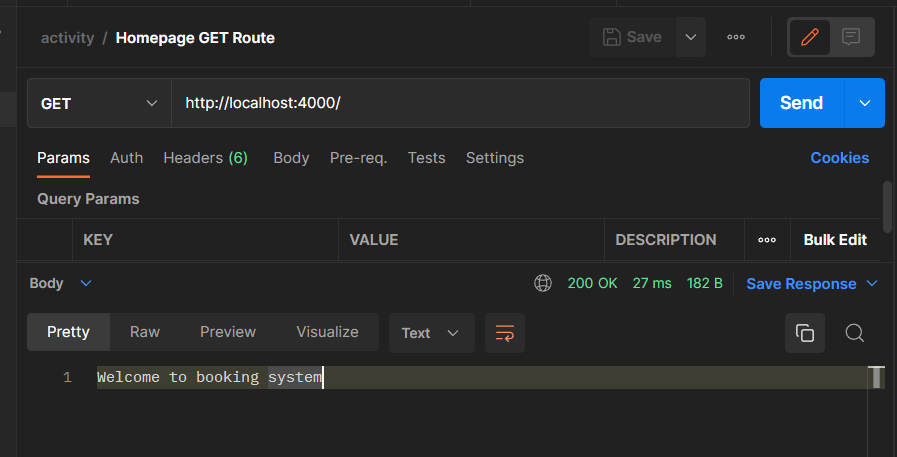 activity / Homepage GET Route Save
GET http://localhost:4000/ Send
Params Auth Headers (6) Body Pre-req. Tests Settings Cookies
Query Params
KEY VALUE DESCRIPTION Bulk Edit
Body 200 OK 27 ms 182 B Save Response
Pretty Raw Preview Visualize Text
1 Welcome to booking system